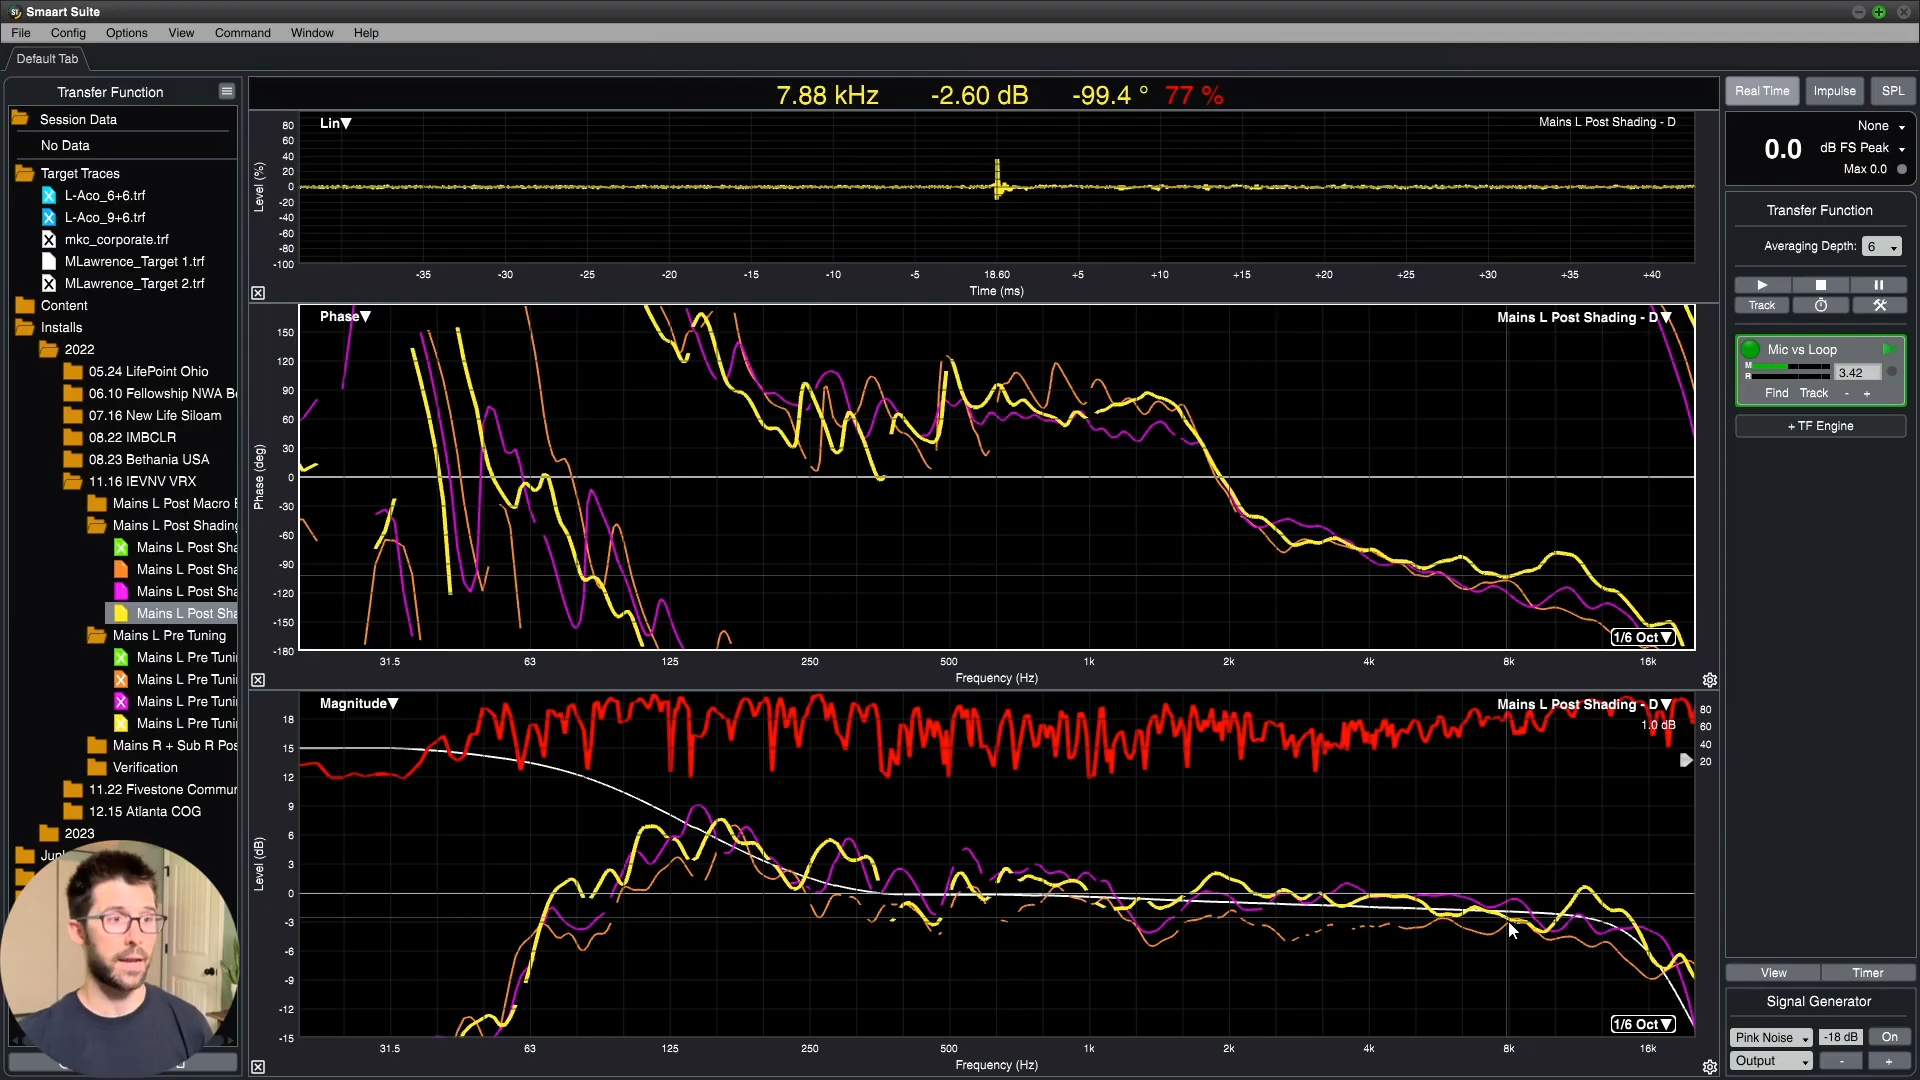 Smaart Suite
File Config Options View Command Window Help
Default Tab
Transfer Function
Session Data
No Data
Target Traces
L-Aco_6+6.trf
L-Aco_9+6.trf
mkc_corporate.trf
MLawrence_Target 1.trf
MLawrence_Target 2.trf
Content
Installs
2022
05.24 LifePoint Ohio
06.10 Fellowship NWA Be
07.16 New Life Siloam
08.22 IMBCLR
08.23 Bethania USA
11.16 IEVNV VRX
Mains L Post Macro
Mains L Post Shading
Mains L Post Sha
Mains L Post Sha
Mains L Post Sha
Mains L Post Sha
Mains L Pre Tuning
Mains L Pre Tuni
Mains L Pre Tuni
Mains L Pre Tuni
Mains L Pre Tuni
Mains R + Sub R Pos
Verification
11.22 Fivestone Commun
12.15 Atlanta COG
2023
7.88 kHz -2.60 dB -99.4 ° 77 %
Lin▼ Mains L Post Shading - D
Level (%)
80
60
40
20
0
-20
-40
-60
-80
-100
-35 -30 -25 -20 -15 -10 -5 18.60 +5 +10 +15 +20 +25 +30 +35 +40
Time (ms)
Phase▼ Mains L Post Shading - D▼
Phase (deg)
150
120
90
60
30
0
-30
-60
-90
-120
-150
-180
1/6 Oct▼
31.5 63 125 250 500 1k 2k 4k 8k 16k
Frequency (Hz)
Magnitude▼ Mains L Post Shading - D▼
1.0 dB
Level (dB)
18
15
12
9
6
3
0
-3
-6
-9
-12
-15
80
60
40
20
1/6 Oct▼
31.5 63 125 250 500 1k 2k 4k 8k 16k
Frequency (Hz)
Real Time Impulse SPL
None
0.0 dB FS Peak
Max 0.0
Transfer Function
Averaging Depth: 6
Track
Mic vs Loop
M
R
3.42
Find Track - +
+ TF Engine
View Timer
Signal Generator
Pink Noise -18 dB On
Output - +